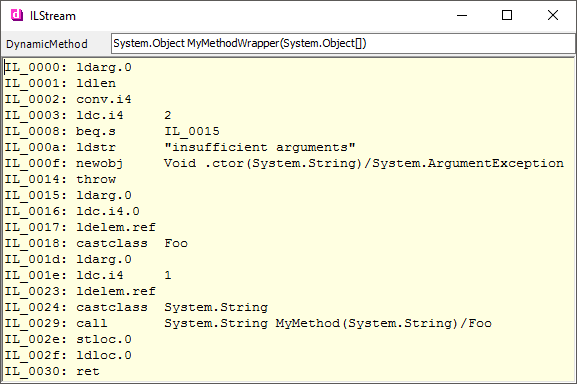 ILStream
DynamicMethod System.Object MyMethodWrapper(System.Object[])
IL_0000: ldarg.0
IL_0001: ldlen
IL_0002: conv.i4
IL_0003: ldc.i4     2
IL_0008: beq.s      IL_0015
IL_000a: ldstr      "insufficient arguments"
IL_000f: newobj     Void .ctor(System.String)/System.ArgumentException
IL_0014: throw
IL_0015: ldarg.0
IL_0016: ldc.i4.0
IL_0017: ldelem.ref
IL_0018: castclass  Foo
IL_001d: ldarg.0
IL_001e: ldc.i4     1
IL_0023: ldelem.ref
IL_0024: castclass  System.String
IL_0029: call       System.String MyMethod(System.String)/Foo
IL_002e: stloc.0
IL_002f: ldloc.0
IL_0030: ret